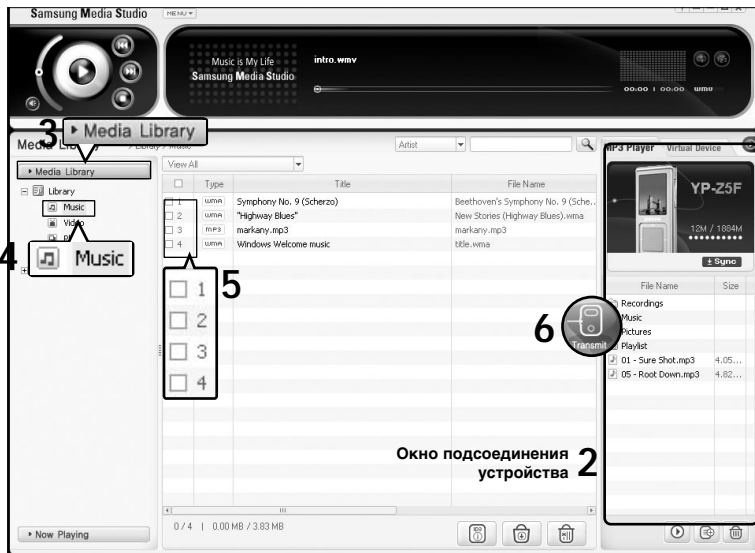 Samsung Media Studio
MENU
Music is My Life
Samsung Media Studio
intro.wmv
00:00 | 00:00 wmv
3
Media Library
Media Library
/ Library / Music
Artist
Media Library
View All
Library
Music
Video
4
Music
Type Title File Name
1 WMA Symphony No. 9 (Scherzo) Beethoven's Symphony No. 9 (Sche..
2 WMA "Highway Blues" New Stories (Highway Blues).wma
3 MP3 markany.mp3 markany.mp3
4 WMA Windows Welcome music title.wma
5
1
2
3
4
MP3 Player Virtual Device
YP-Z5F
12M / 1884M
Sync
File Name Size
Recordings
Music
Pictures
Playlist
01 - Sure Shot.mp3 4.05...
05 - Root Down.mp3 4.82...
6
Transmit
Окно подсоединения
устройства
2
0 / 4 | 0.00 MB / 3.83 MB
Now Playing